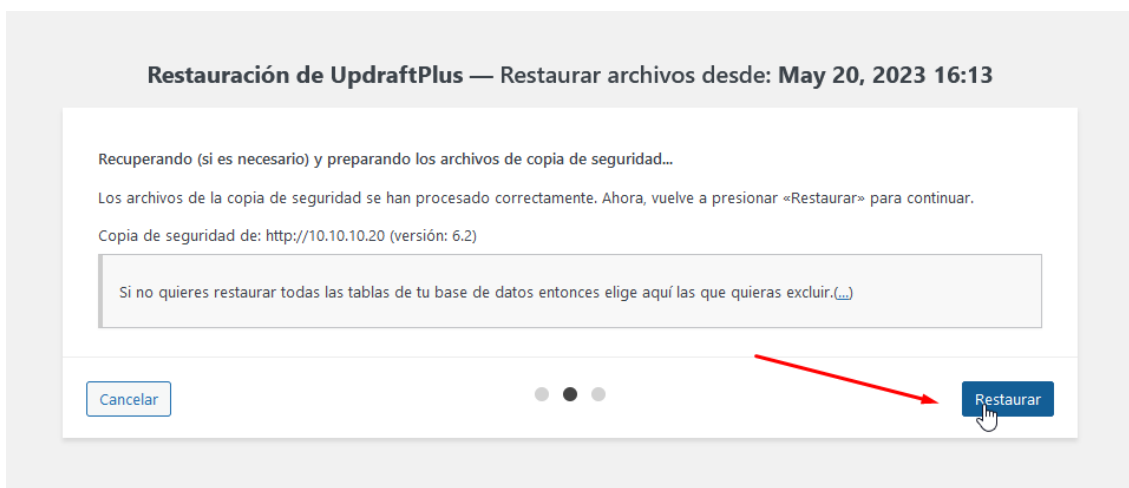 Restauración de UpdraftPlus — Restaurar archivos desde: May 20, 2023 16:13
Recuperando (si es necesario) y preparando los archivos de copia de seguridad...
Los archivos de la copia de seguridad se han procesado correctamente. Ahora, vuelve a presionar «Restaurar» para continuar.
Copia de seguridad de: http://10.10.10.20 (versión: 6.2)
Si no quieres restaurar todas las tablas de tu base de datos entonces elige aquí las que quieras excluir.(...)
Cancelar
Restaurar